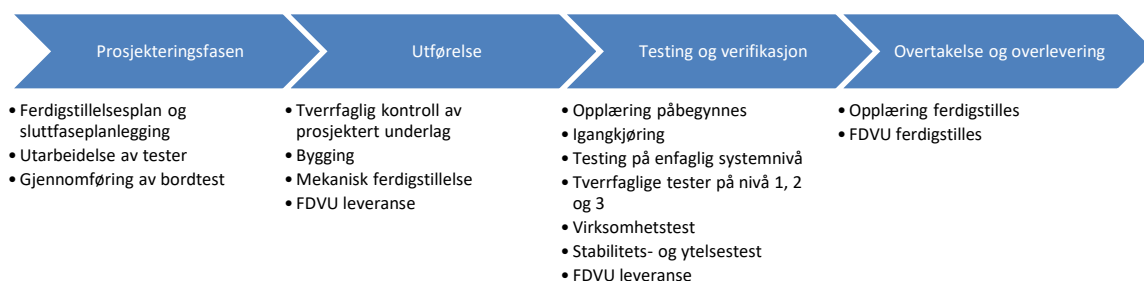 Prosjekteringsfasen
• Ferdigstillelsesplan og
sluttfaseplanlegging
• Utarbeidelse av tester
• Gjennomføring av bordtest
Utførelse
• Tverrfaglig kontroll av
prosjektert underlag
• Bygging
• Mekanisk ferdigstillelse
• FDVU leveranse
Testing og verifikasjon
• Opplæring påbegynnes
• Igangkjøring
• Testing på enfaglig systemnivå
• Tverrfaglige tester på nivå 1, 2
og 3
• Virksomhetstest
• Stabilitets- og ytelsestest
• FDVU leveranse
Overtakelse og overlevering
• Opplæring ferdigstilles
• FDVU ferdigstilles